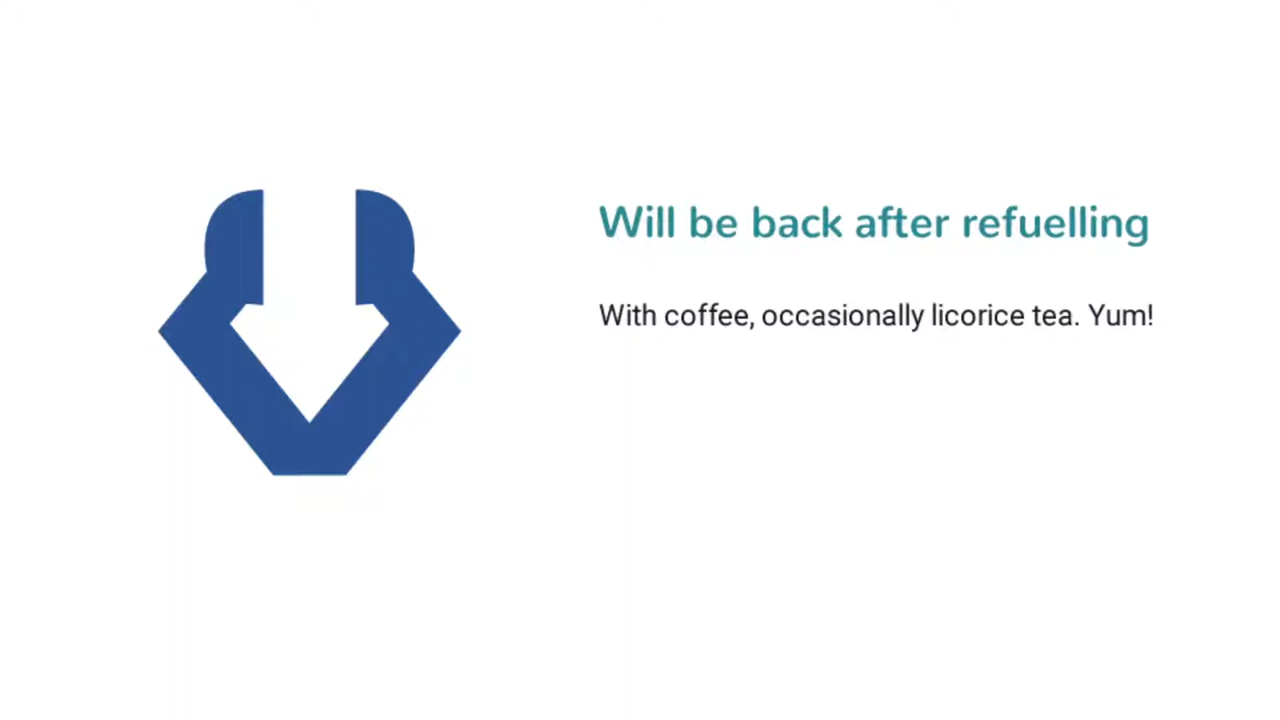 Will be back after refuelling
With coffee, occasionally licorice tea. Yum!